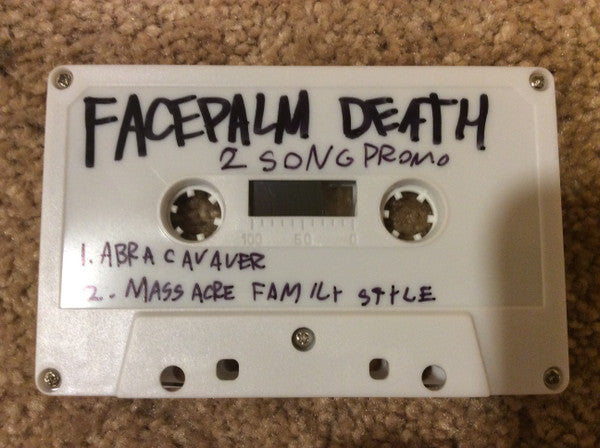 FACEPALM DEATH
2 SONG PROMO
100 50 0
1. ABRA CAVAVER
2. MASSACRE FAMILY STYLE